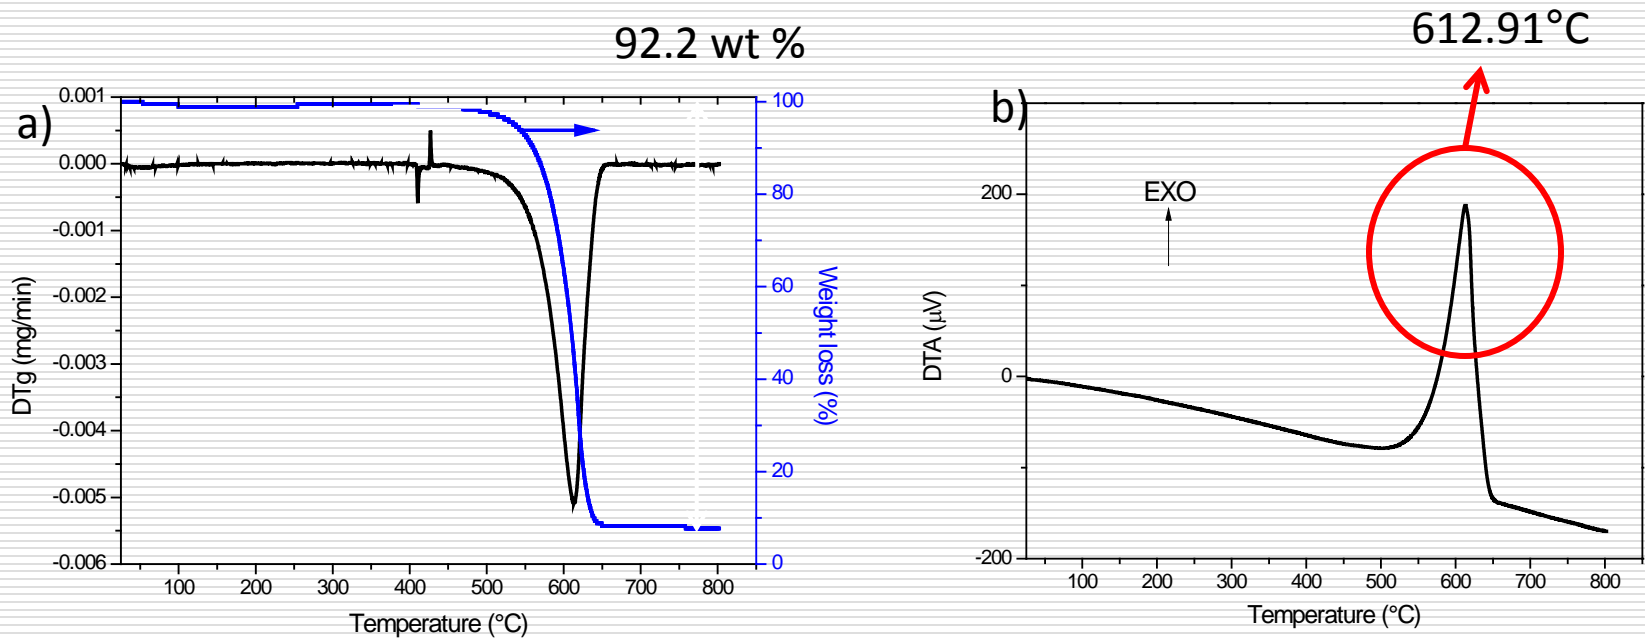 92.2 wt %
612.91°C
a)
0.001
0.000
-0.001
-0.002
-0.003
-0.004
-0.005
-0.006
DTg (mg/min)
100 200 300 400 500 600 700 800
Temperature (°C)
100
80
60
40
20
0
Weight loss (%)
b)
EXO
200
0
-200
DTA (µV)
100 200 300 400 500 600 700 800
Temperature (°C)